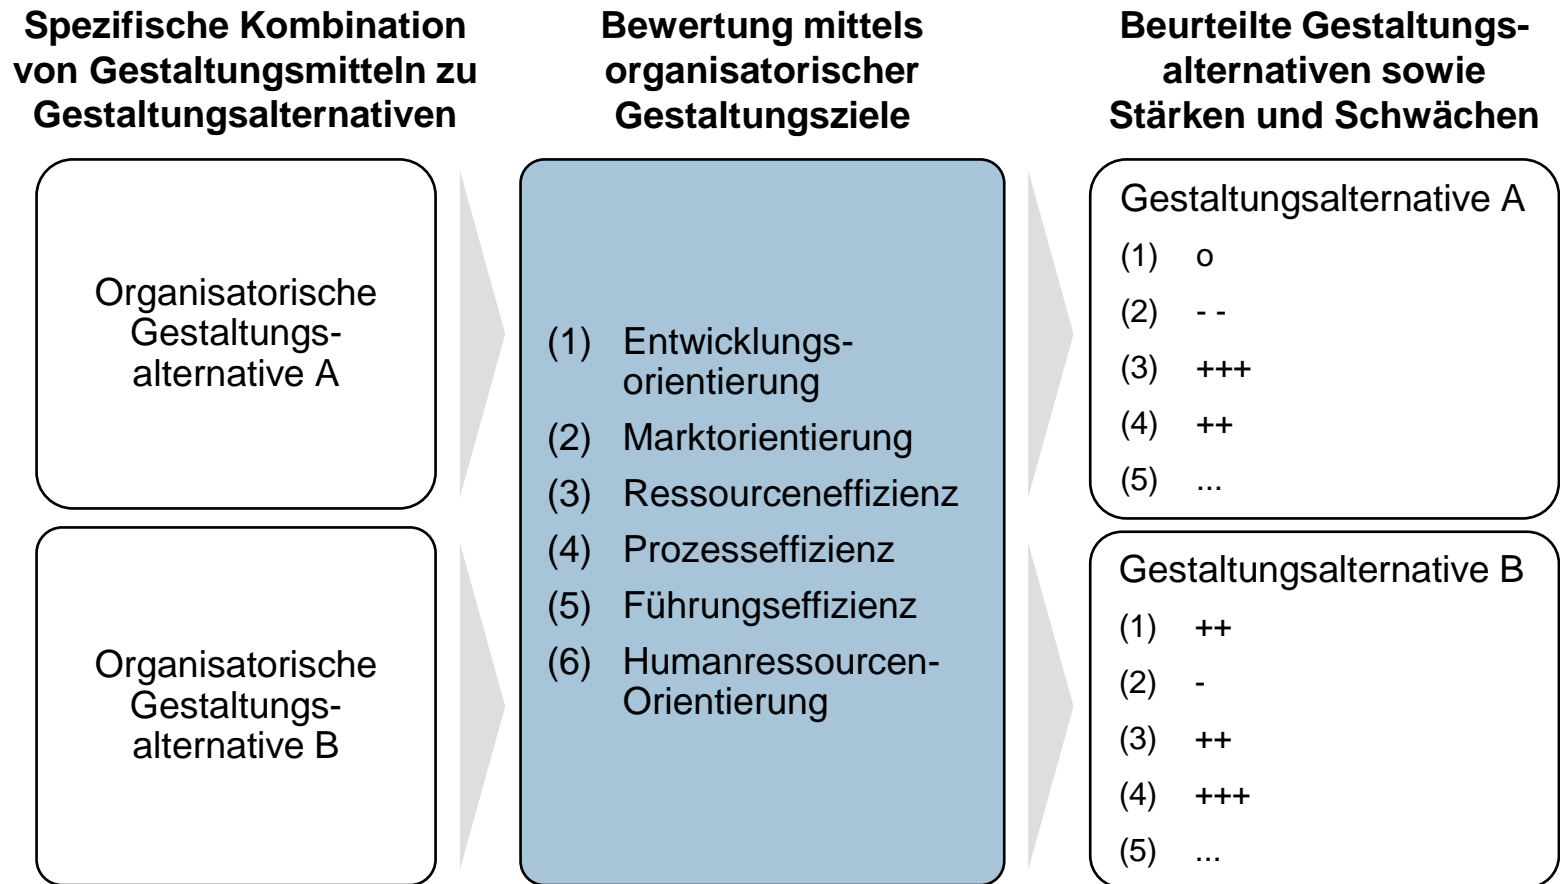 Spezifische Kombination
von Gestaltungsmitteln zu
Gestaltungsalternativen
Bewertung mittels
organisatorischer
Gestaltungsziele
Beurteilte Gestaltungs-
alternativen sowie
Stärken und Schwächen
Organisatorische
Gestaltungs-
alternative A
Organisatorische
Gestaltungs-
alternative B
(1) Entwicklungs-
orientierung
(2) Marktorientierung
(3) Ressourceneffizienz
(4) Prozesseffizienz
(5) Führungseffizienz
(6) Humanressourcen-
Orientierung
Gestaltungsalternative A
(1) o
(2) - -
(3) +++
(4) ++
(5) ...
Gestaltungsalternative B
(1) ++
(2) -
(3) ++
(4) +++
(5) ...